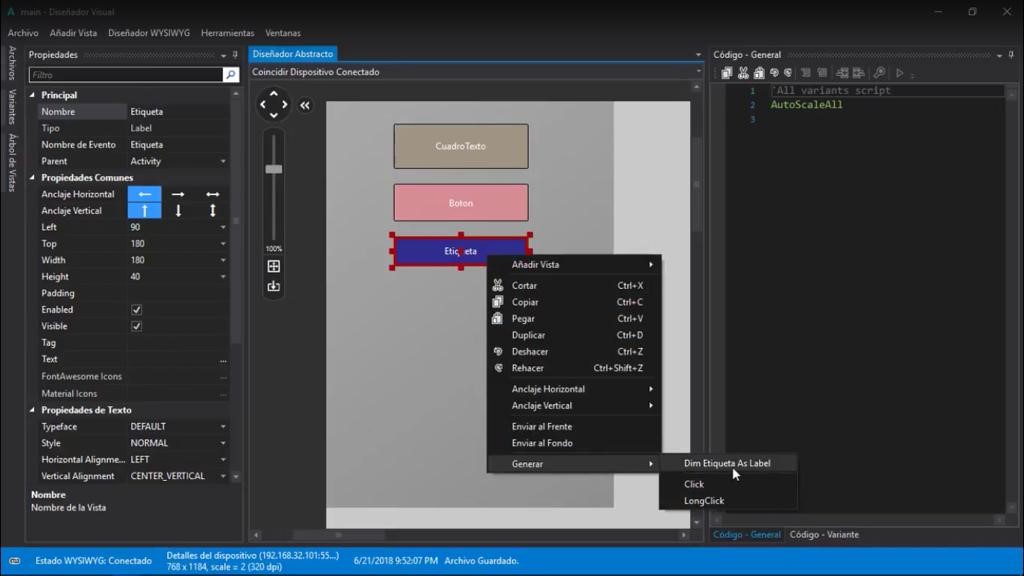 main - Diseñador Visual
Archivo Añadir Vista Diseñador WYSIWYG Herramientas Ventanas
Archivos
Variantes
Árbol de Vistas
Propiedades
Filtro
Principal
Nombre Etiqueta
Tipo Label
Nombre de Evento Etiqueta
Parent Activity
Propiedades Comunes
Anclaje Horizontal
Anclaje Vertical
Left 90
Top 180
Width 180
Height 40
Padding
Enabled
Visible
Tag
Text ...
FontAwesome Icons ...
Material Icons ...
Propiedades de Texto
Typeface DEFAULT
Style NORMAL
Horizontal Alignme... LEFT
Vertical Alignment CENTER_VERTICAL
Nombre
Nombre de la Vista
Diseñador Abstracto
Coincidir Dispositivo Conectado
100%
CuadroTexto
Boton
Etiqueta
Añadir Vista
Cortar Ctrl+X
Copiar Ctrl+C
Pegar Ctrl+V
Duplicar Ctrl+D
Deshacer Ctrl+Z
Rehacer Ctrl+Shift+Z
Anclaje Horizontal
Anclaje Vertical
Enviar al Frente
Enviar al Fondo
Generar
Dim Etiqueta As Label
Click
LongClick
Código - General
1 'All variants script
2 AutoScaleAll
3
Código - General Código - Variante
Estado WYSIWYG: Conectado
Detalles del dispositivo (192.168.32.101:55...)
768 x 1184, scale = 2 (320 dpi)
6/21/2018 9:52:07 PM Archivo Guardado.